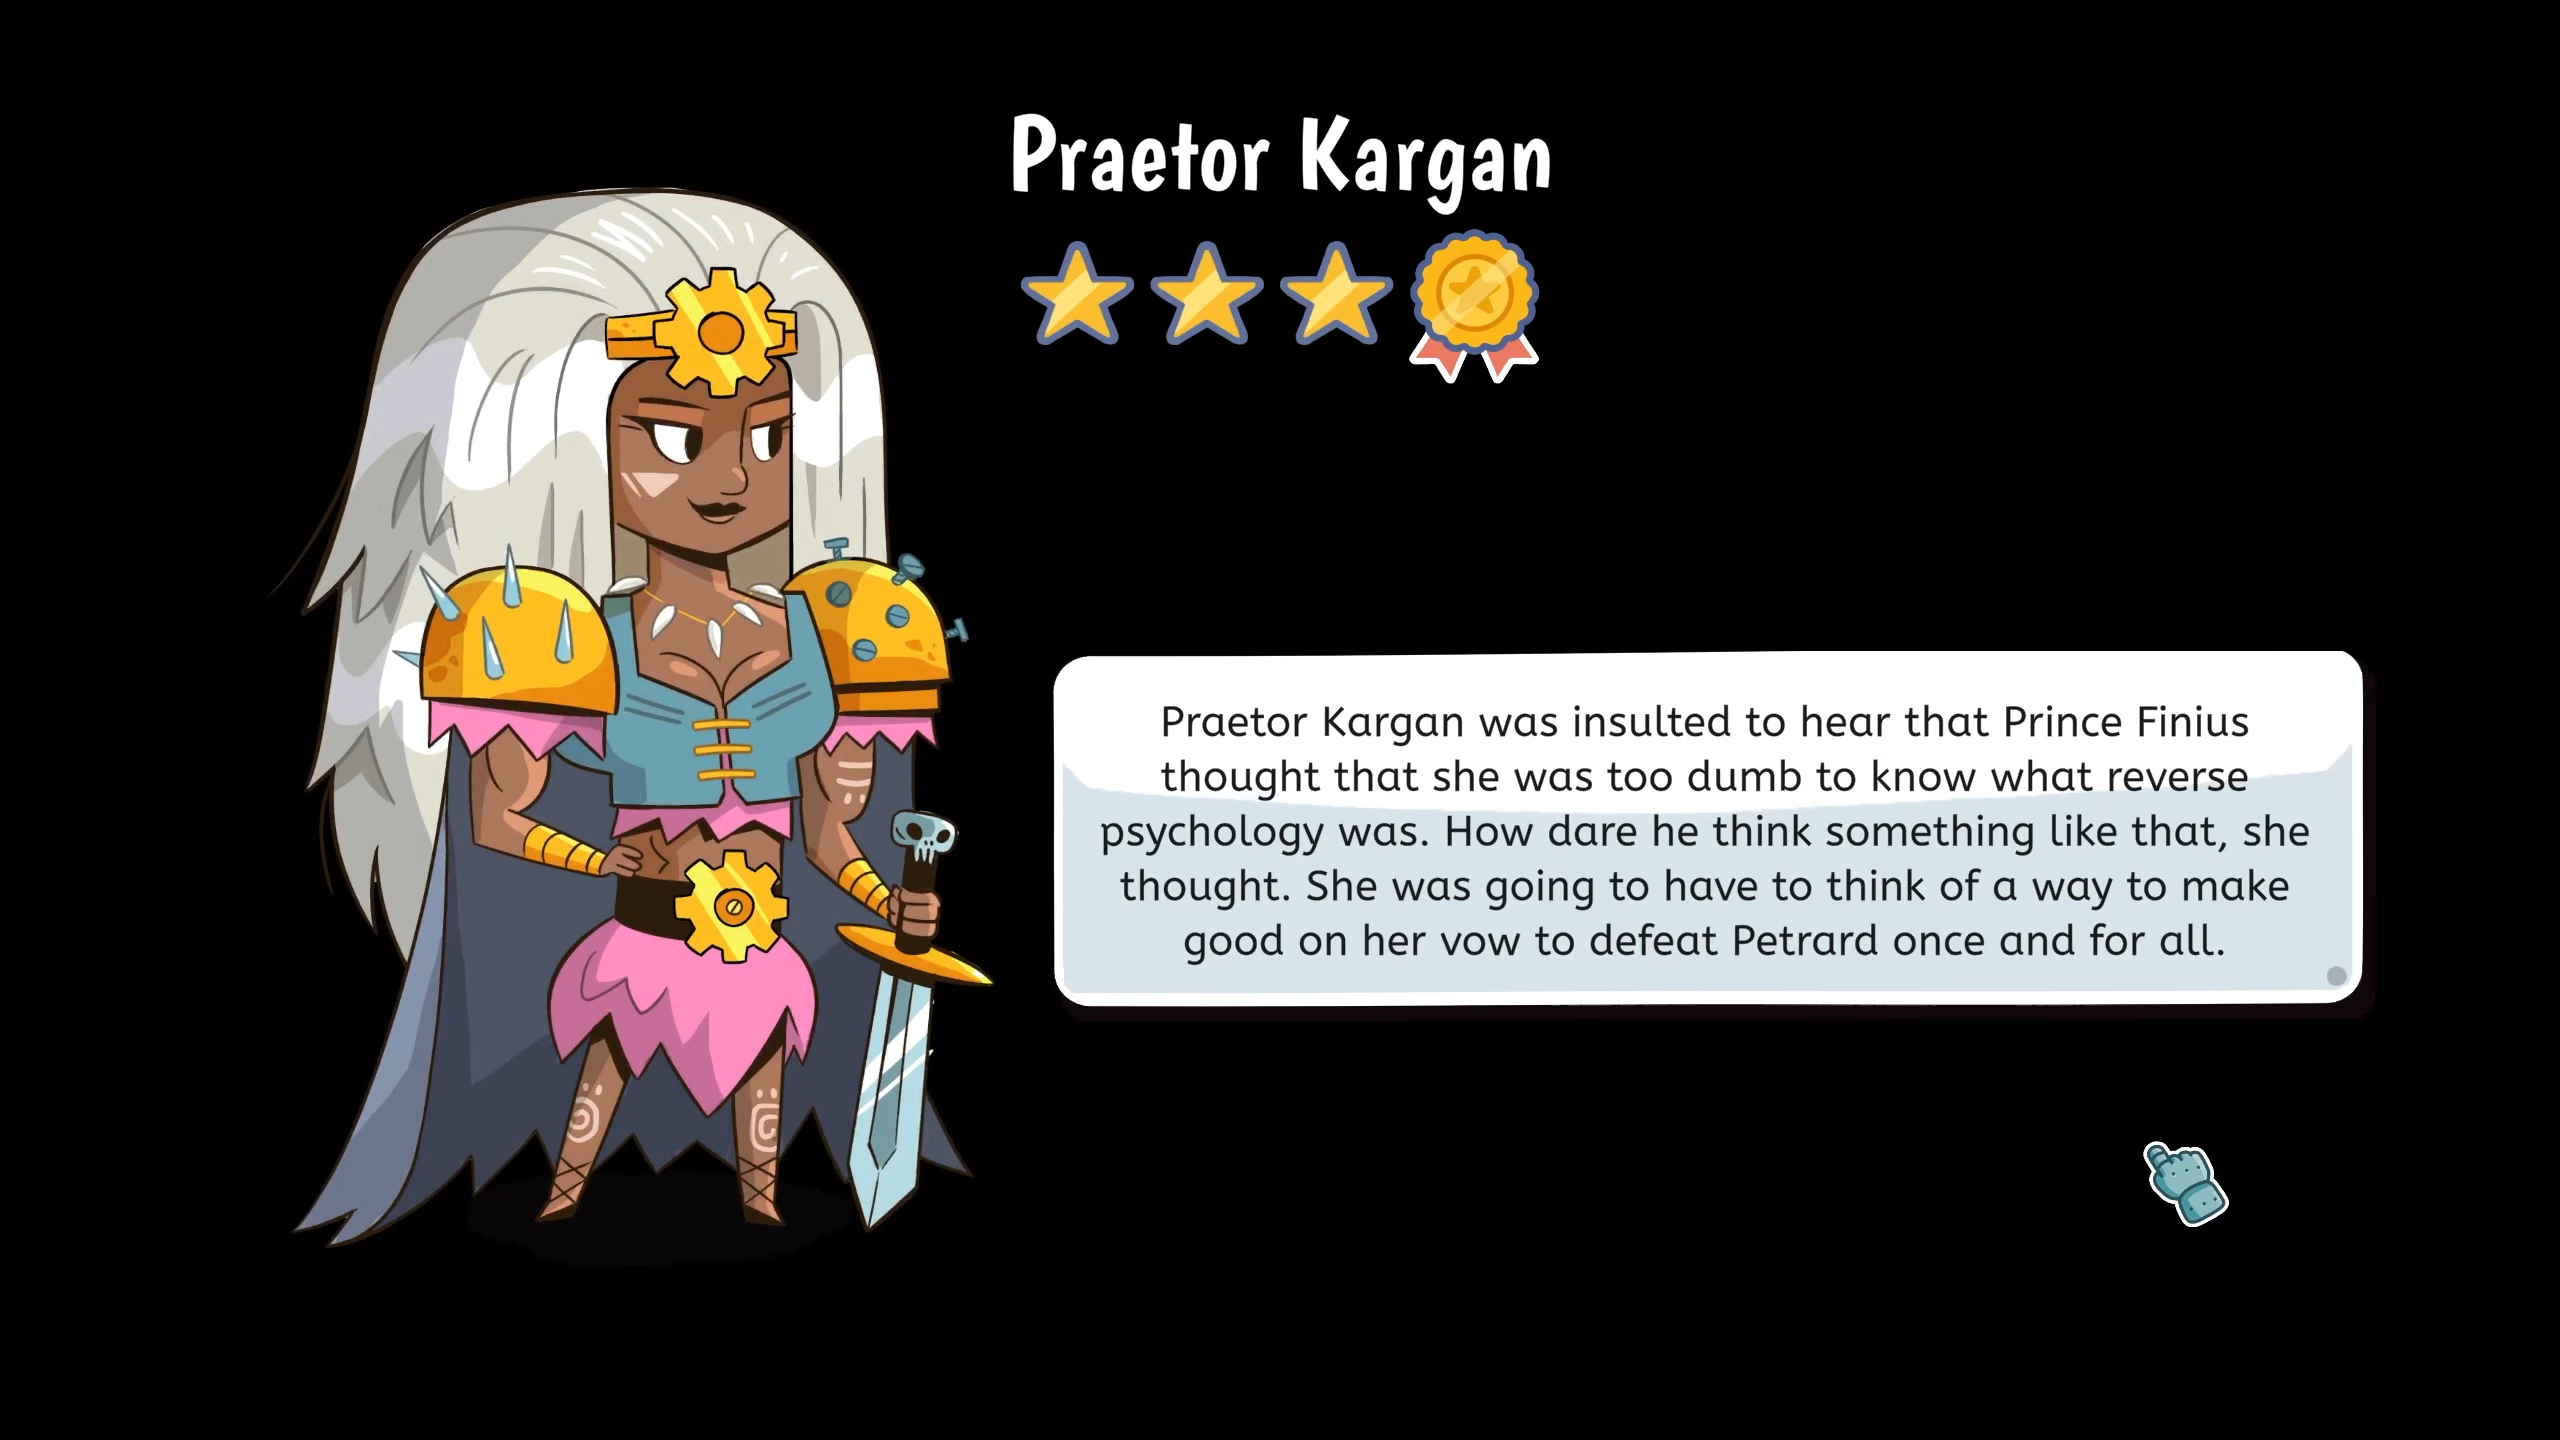 Praetor Kargan
Praetor Kargan was insulted to hear that Prince Finius
thought that she was too dumb to know what reverse
psychology was. How dare he think something like that, she
thought. She was going to have to think of a way to make
good on her vow to defeat Petrard once and for all.